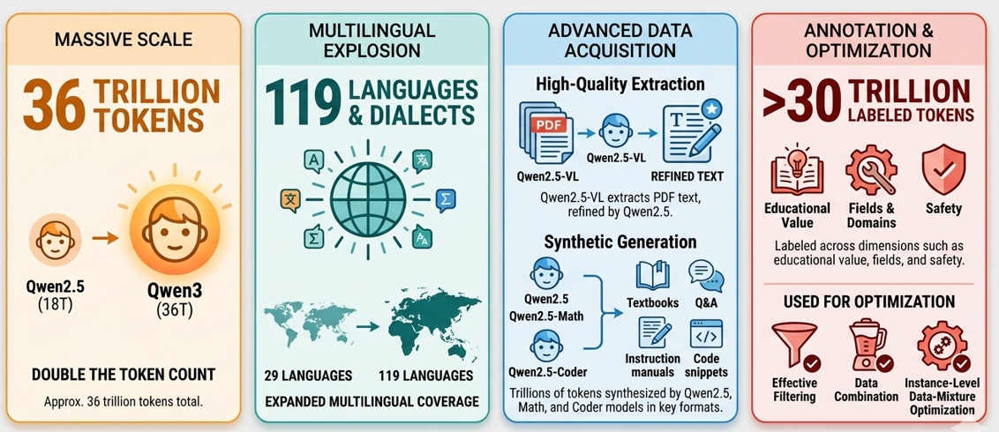 MASSIVE SCALE
36 TRILLION
TOKENS
Qwen2.5
(18T)
Qwen3
(36T)
DOUBLE THE TOKEN COUNT
Approx. 36 trillion tokens total.
MULTILINGUAL
EXPLOSION
119 LANGUAGES
& DIALECTS
A
文
文A
Σ
Σ
AA
29 LANGUAGES
119 LANGUAGES
EXPANDED MULTILINGUAL COVERAGE
ADVANCED DATA
ACQUISITION
High-Quality Extraction
PDF
T
Qwen2.5-VL
Qwen2.5-VL
REFINED TEXT
Qwen2.5-VL extracts PDF text,
refined by Qwen2.5.
Synthetic Generation
Qwen2.5
Qwen2.5-Math
Qwen2.5-Coder
Textbooks
Q&A
</>
Instruction
manuals
Code
snippets
Trillions of tokens synthesized by Qwen2.5,
Math, and Coder models in key formats.
ANNOTATION &
OPTIMIZATION
>30 TRILLION
LABELED TOKENS
Educational
Value
Fields &
Domains
Safety
Labeled across dimensions such as
educational value, fields, and safety.
USED FOR OPTIMIZATION
Effective
Filtering
Data
Combination
Instance-Level
Data-Mixture
Optimization